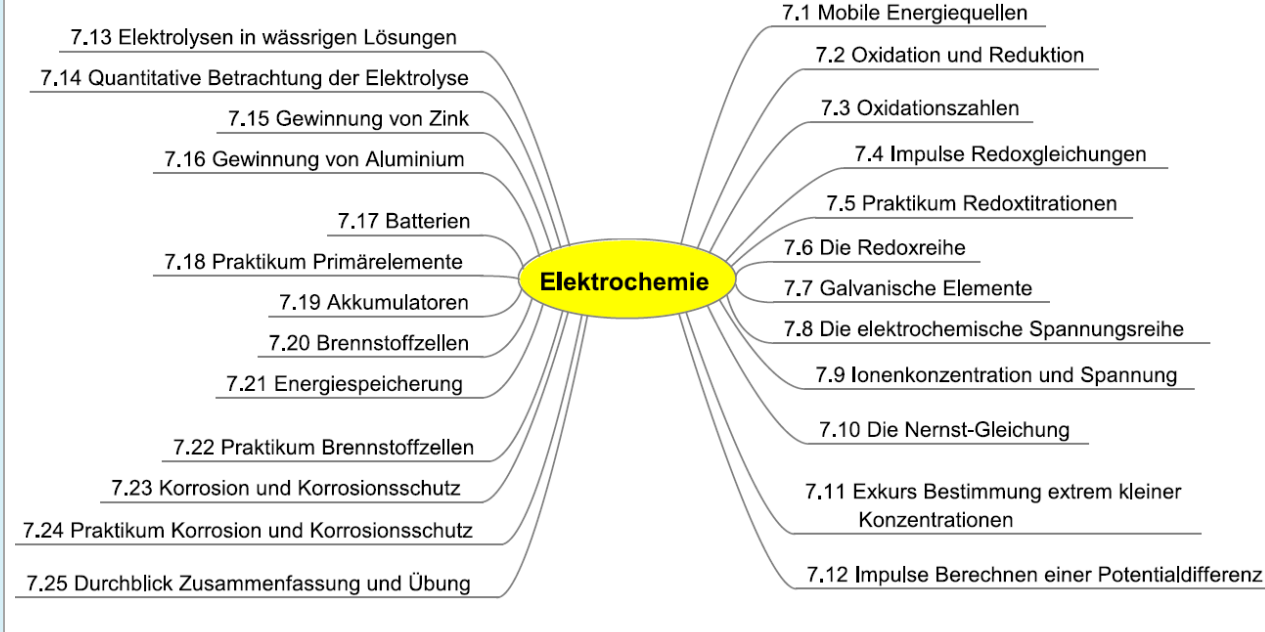 Elektrochemie
7.1 Mobile Energiequellen
7.2 Oxidation und Reduktion
7.3 Oxidationszahlen
7.4 Impulse Redoxgleichungen
7.5 Praktikum Redoxtitrationen
7.6 Die Redoxreihe
7.7 Galvanische Elemente
7.8 Die elektrochemische Spannungsreihe
7.9 Ionenkonzentration und Spannung
7.10 Die Nernst-Gleichung
7.11 Exkurs Bestimmung extrem kleiner
Konzentrationen
7.12 Impulse Berechnen einer Potentialdifferenz
7.13 Elektrolysen in wässrigen Lösungen
7.14 Quantitative Betrachtung der Elektrolyse
7.15 Gewinnung von Zink
7.16 Gewinnung von Aluminium
7.17 Batterien
7.18 Praktikum Primärelemente
7.19 Akkumulatoren
7.20 Brennstoffzellen
7.21 Energiespeicherung
7.22 Praktikum Brennstoffzellen
7.23 Korrosion und Korrosionsschutz
7.24 Praktikum Korrosion und Korrosionsschutz
7.25 Durchblick Zusammenfassung und Übung